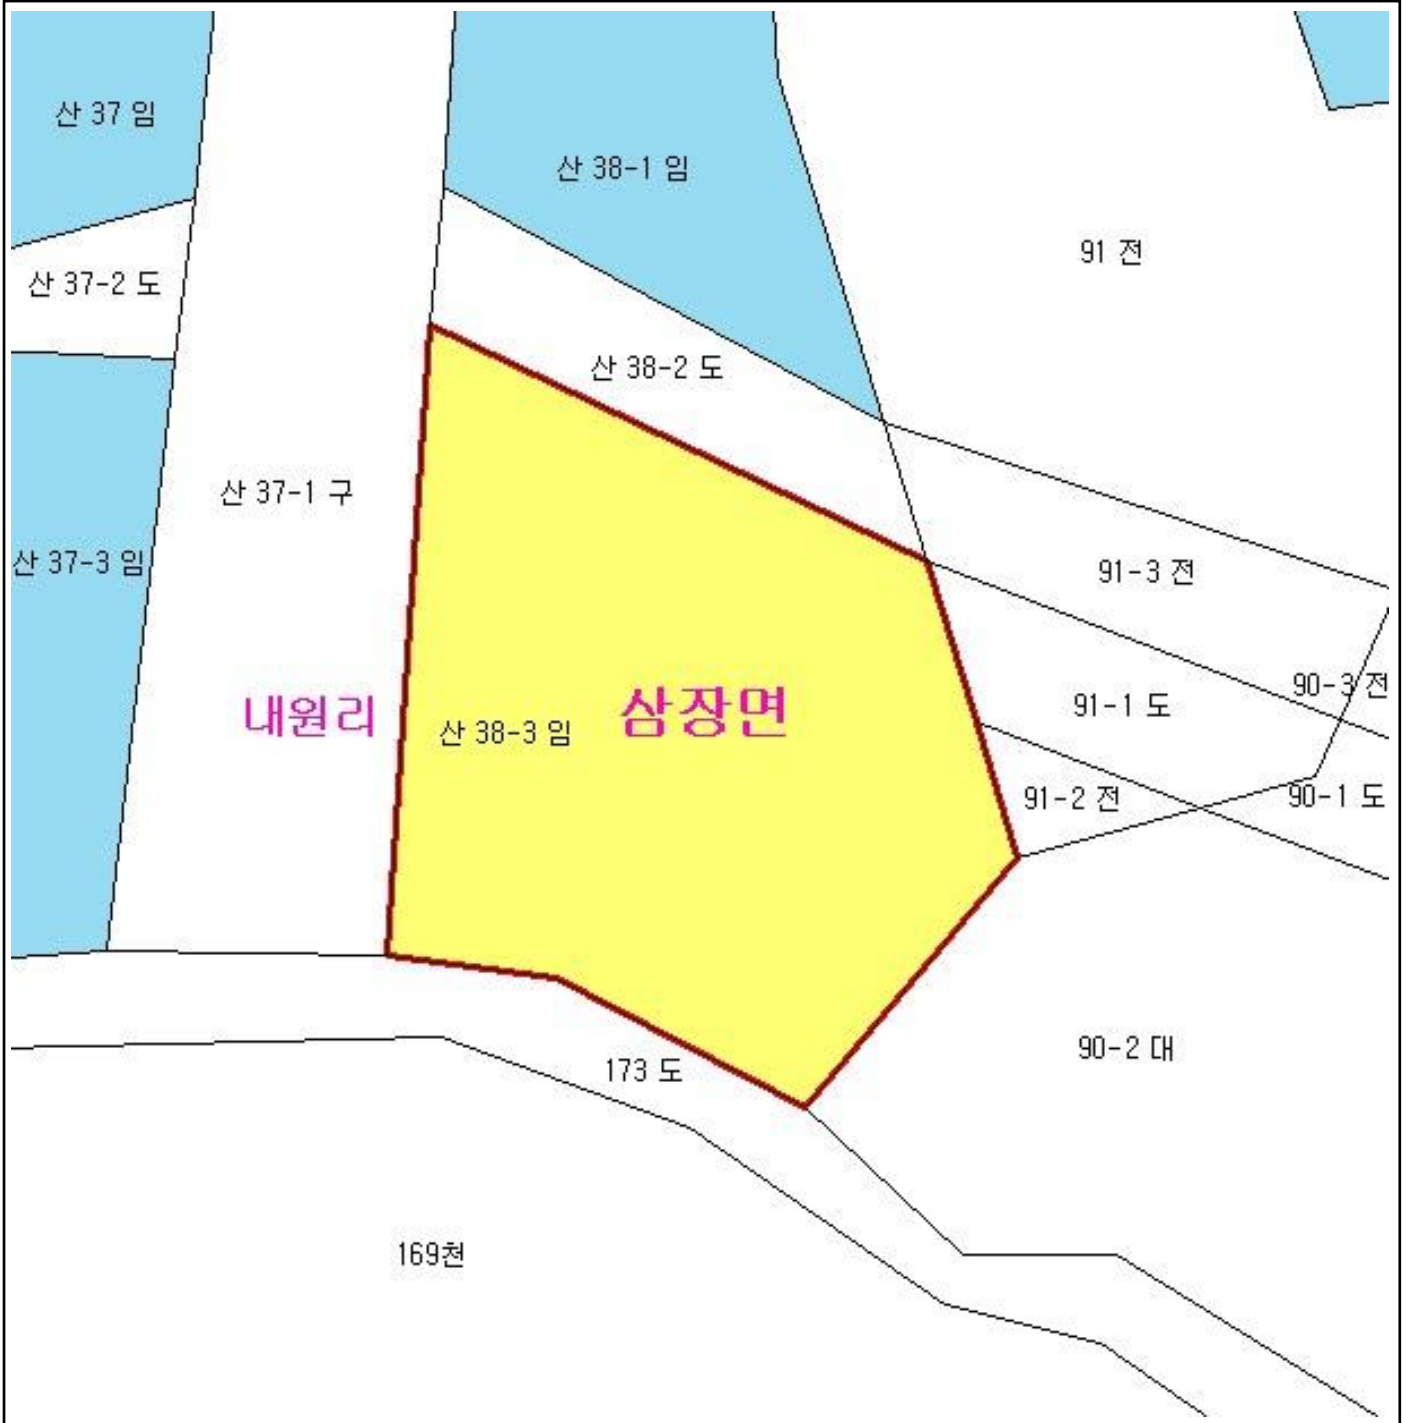 산 37 임
산 38-1 임
91 전
산 37-2 도
산 38-2 도
산 37-1 구
산 37-3 임
91-3 전
90-3 전
내원리
산 38-3 임
삼장면
91-1 도
91-2 전
90-1 도
90-2 대
173 도
169천